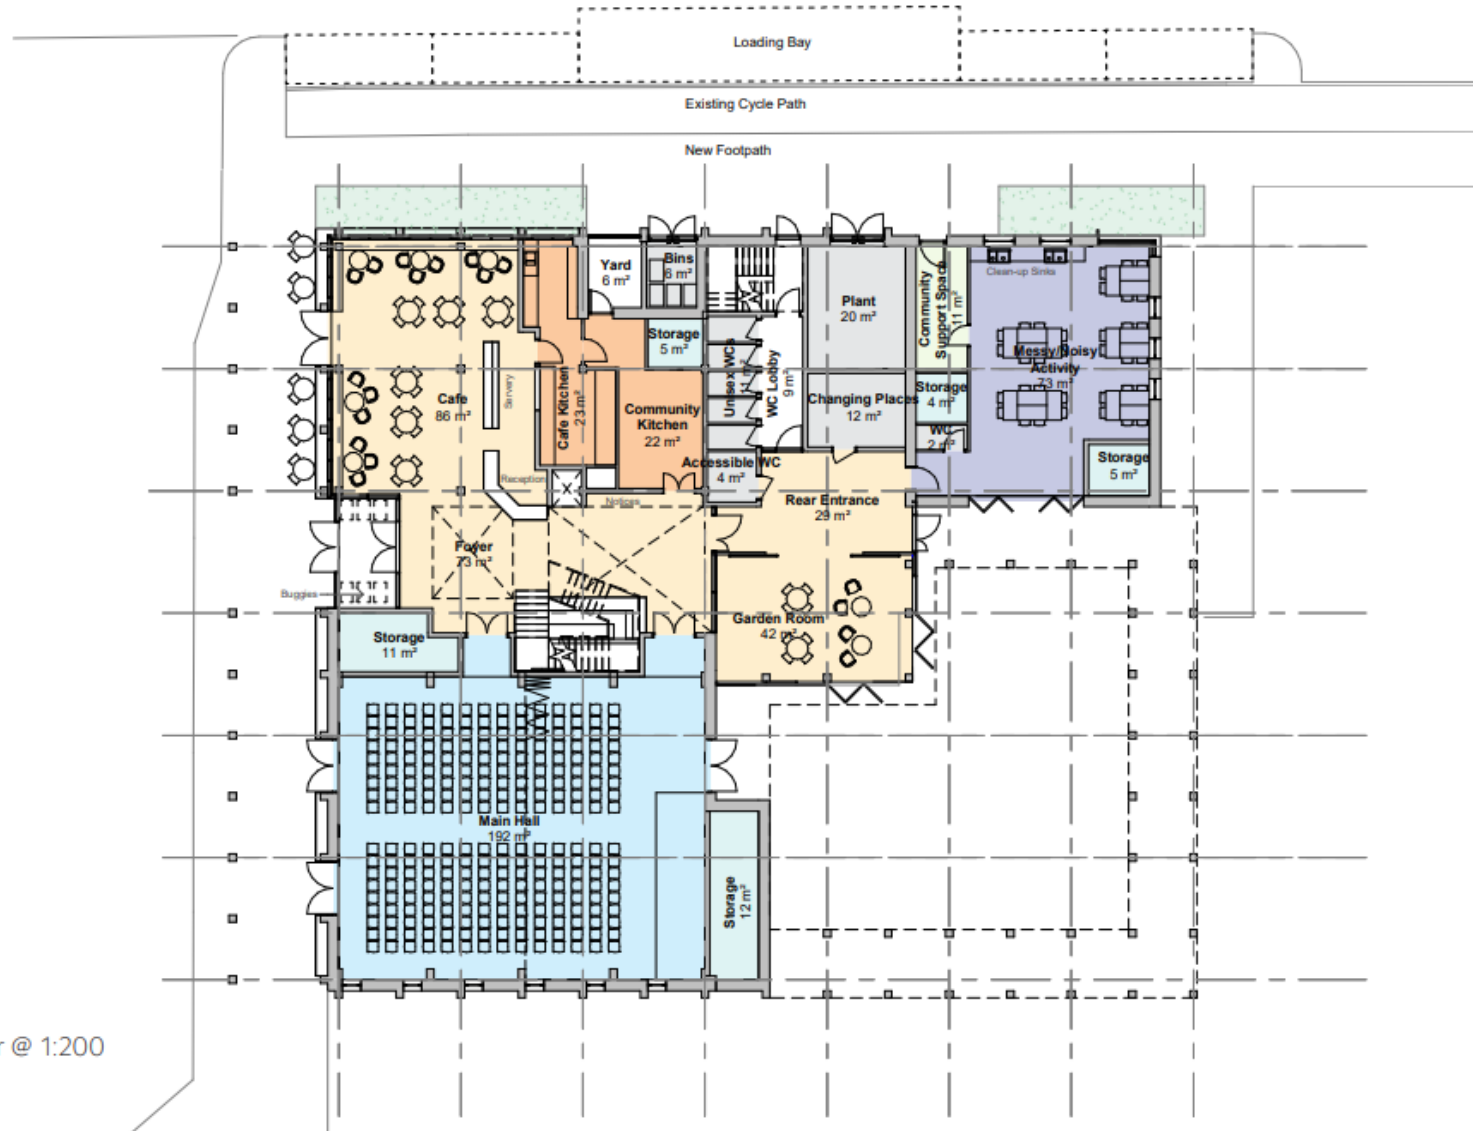 Loading Bay
Existing Cycle Path
New Footpath
Yard
6 m²
Bins
6 m²
Clean-up Sinks
Community
Support Space
11 m²
Plant
20 m²
Storage
5 m²
Messy/Noisy
Activity
73 m²
Unisex WCs
11 m²
WC Lobby
9 m²
Cafe
86 m²
Servery
Cafe Kitchen
23 m²
Community
Kitchen
22 m²
Changing Places
12 m²
Storage
4 m²
WC
2 m²
Accessible WC
4 m²
Storage
5 m²
Reception
Notices
Rear Entrance
29 m²
Foyer
73 m²
Buggies
Garden Room
42 m²
Storage
11 m²
Main Hall
192 m²
Storage
12 m²
@ 1:200